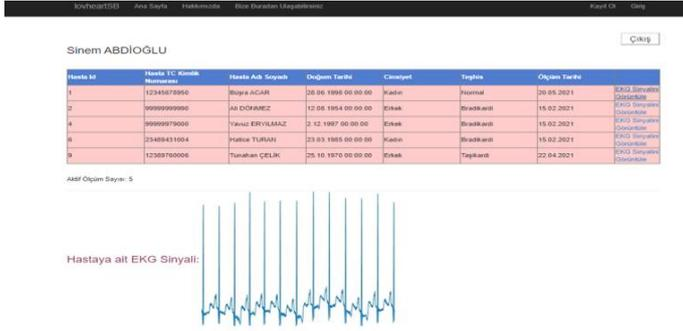 lovheartSB Ana Sayfa Hakkımızda Bize Buradan Ulaşabilirsiniz Kayıt Ol Giriş
Çıkış
Sinem ABDİOĞLU
Hasta Id Hasta TC Kimlik Numarası Hasta Adı Soyadı Doğum Tarihi Cinsiyet Teşhis Ölçüm Tarihi
1 12345678950 Büşra ACAR 28.06.1996 00:00:00 Kadın Normal 20.05.2021 EKG Sinyalini Görüntüle
2 99999999990 Ali DÖNMEZ 12.08.1954 00:00:00 Erkek Bradikardi 15.02.2021 EKG Sinyalini Görüntüle
4 99999979000 Yavuz ERYILMAZ 2.12.1997 00:00:00 Erkek Bradikardi 15.02.2021 EKG Sinyalini Görüntüle
6 23489431004 Hatice TURAN 23.03.1985 00:00:00 Kadın Bradikardi 15.02.2021 EKG Sinyalini Görüntüle
9 12389760006 Tunahan ÇELİK 25.10.1970 00:00:00 Erkek Taşikardi 22.04.2021 EKG Sinyalini Görüntüle
Aktif Ölçüm Sayısı: 5
Hastaya ait EKG Sinyali: